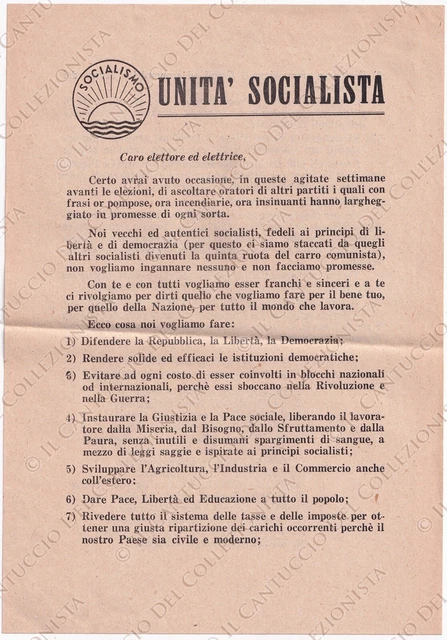 SOCIALISMO
UNITA' SOCIALISTA
Caro elettore ed elettrice,
Certo avrai avuto occasione, in queste agitate settimane
avanti le elezioni, di ascoltare oratori di altri partiti i quali con
frasi or pompose, ora incendiarie, ora insinuanti hanno largheg-
giato in promesse di ogni sorta.
Noi vecchi ed autentici socialisti, fedeli ai principi di li-
bertà e di democrazia (per questo ci siamo staccati da quegli
altri socialisti divenuti la quinta ruota del carro comunista),
non vogliamo ingannare nessuno e non facciamo promesse.
Con te e con tutti vogliamo esser franchi e sinceri e a te
ci rivolgiamo per dirti quello che vogliamo fare per il bene tuo,
per quello della Nazione, per tutto il mondo che lavora.
Ecco cosa noi vogliamo fare:
1) Difendere la Repubblica, la Libertà, la Democrazia;
2) Rendere solide ed efficaci le istituzioni democratiche;
3) Evitare ad ogni costo di esser coinvolti in blocchi nazionali
od internazionali, perchè essi sboccano nella Rivoluzione e
nella Guerra;
4) Instaurare la Giustizia e la Pace sociale, liberando il lavora-
tore dalla Miseria, dal Bisogno, dallo Sfruttamento e dalla
Paura, senza inutili e disumani spargimenti di sangue, a
mezzo di leggi saggie e ispirate ai principi socialisti;
5) Sviluppare l'Agricoltura, l'Industria e il Commercio anche
coll'estero;
6) Dare Pace, Libertà ed Educazione a tutto il popolo;
7) Rivedere tutto il sistema delle tasse e delle imposte per ot-
tenere una giusta ripartizione dei carichi occorrenti perchè il
nostro Paese sia civile e moderno;
© IL CANTUCCIO DEL COLLEZIONISTA